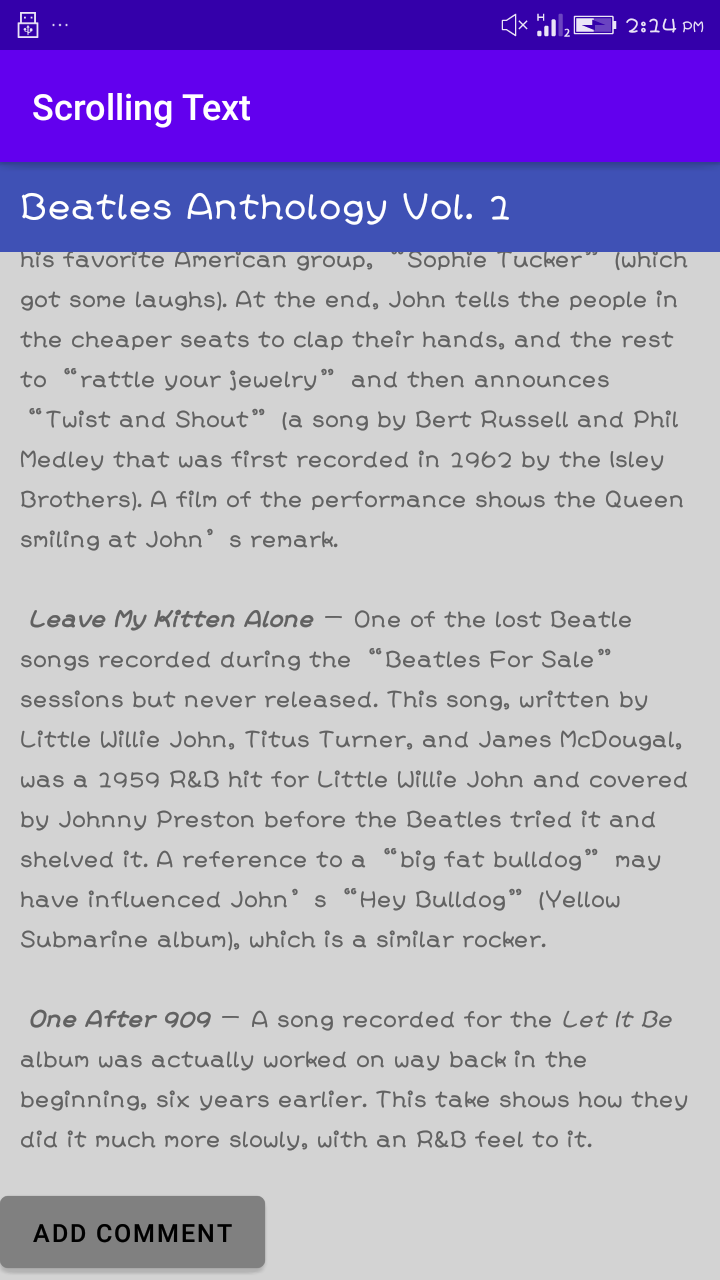 2:24 PM
Scrolling Text
Beatles Anthology Vol. 1
his favorite American group, “Sophie Tucker” (which
got some laughs). At the end, John tells the people in
the cheaper seats to clap their hands, and the rest
to “rattle your jewelry” and then announces
“Twist and Shout” (a song by Bert Russell and Phil
Medley that was first recorded in 1962 by the Isley
Brothers). A film of the performance shows the Queen
smiling at John’s remark.
Leave My Kitten Alone – One of the lost Beatle
songs recorded during the “Beatles For Sale”
sessions but never released. This song, written by
Little Willie John, Titus Turner, and James McDougal,
was a 1959 R&B hit for Little Willie John and covered
by Johnny Preston before the Beatles tried it and
shelved it. A reference to a “big fat bulldog” may
have influenced John’s “Hey Bulldog” (Yellow
Submarine album), which is a similar rocker.
One After 909 – A song recorded for the Let It Be
album was actually worked on way back in the
beginning, six years earlier. This take shows how they
did it much more slowly, with an R&B feel to it.
ADD COMMENT